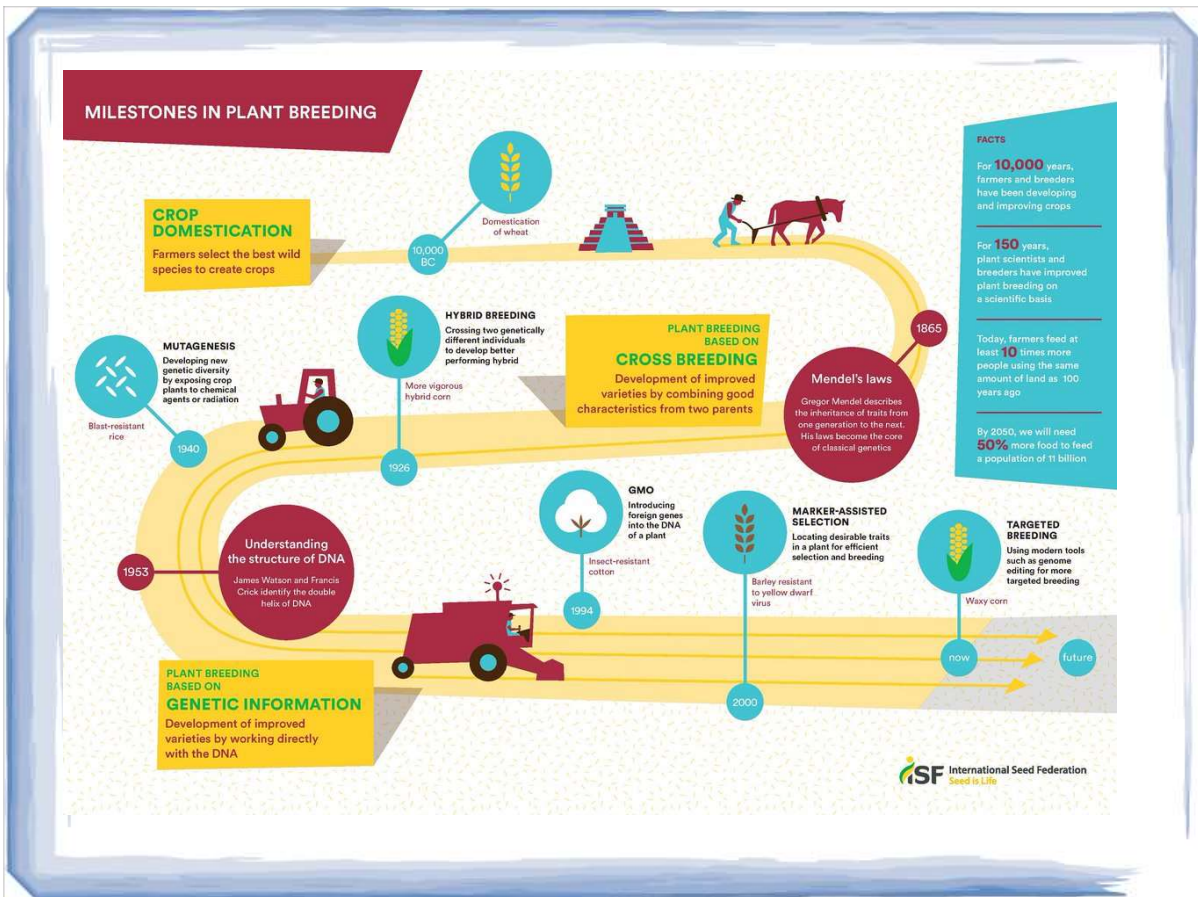 MILESTONES IN PLANT BREEDING
CROP
DOMESTICATION
Farmers select the best wild
species to create crops
10,000
BC
Domestication
of wheat
1865
Mendel's laws
Gregor Mendel describes
the inheritance of traits from
one generation to the next.
His laws become the core
of classical genetics
PLANT BREEDING
BASED ON
CROSS BREEDING
Development of improved
varieties by combining good
characteristics from two parents
HYBRID BREEDING
Crossing two genetically
different individuals
to develop better
performing hybrid
More vigorous
hybrid corn
1926
MUTAGENESIS
Developing new
genetic diversity
by exposing crop
plants to chemical
agents or radiation
Blast-resistant
rice
1940
1953
Understanding
the structure of DNA
James Watson and Francis
Crick identify the double
helix of DNA
PLANT BREEDING
BASED ON
GENETIC INFORMATION
Development of improved
varieties by working directly
with the DNA
GMO
Introducing
foreign genes
into the DNA
of a plant
Insect-resistant
cotton
1994
MARKER-ASSISTED
SELECTION
Locating desirable traits
in a plant for efficient
selection and breeding
Barley resistant
to yellow dwarf
virus
2000
TARGETED
BREEDING
Using modern tools
such as genome
editing for more
targeted breeding
Waxy corn
now
future
FACTS
For 10,000 years,
farmers and breeders
have been developing
and improving crops
For 150 years,
plant scientists and
breeders have improved
plant breeding on
a scientific basis
Today, farmers feed at
least 10 times more
people using the same
amount of land as 100
years ago
By 2050, we will need
50% more food to feed
a population of 11 billion
iSF International Seed Federation
Seed is Life